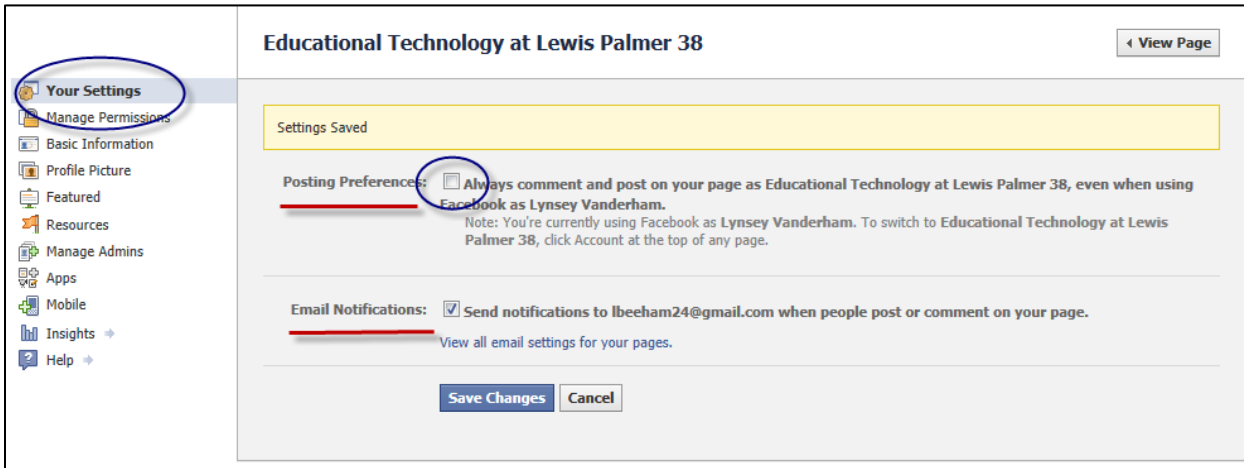 Educational Technology at Lewis Palmer 38
View Page
Your Settings
Manage Permissions
Basic Information
Profile Picture
Featured
Resources
Manage Admins
Apps
Mobile
Insights
Help
Settings Saved
Posting Preferences: Always comment and post on your page as Educational Technology at Lewis Palmer 38, even when using
Facebook as Lynsey Vanderham.
Note: You're currently using Facebook as Lynsey Vanderham. To switch to Educational Technology at Lewis
Palmer 38, click Account at the top of any page.
Email Notifications: Send notifications to lbeeham24@gmail.com when people post or comment on your page.
View all email settings for your pages.
Save Changes Cancel